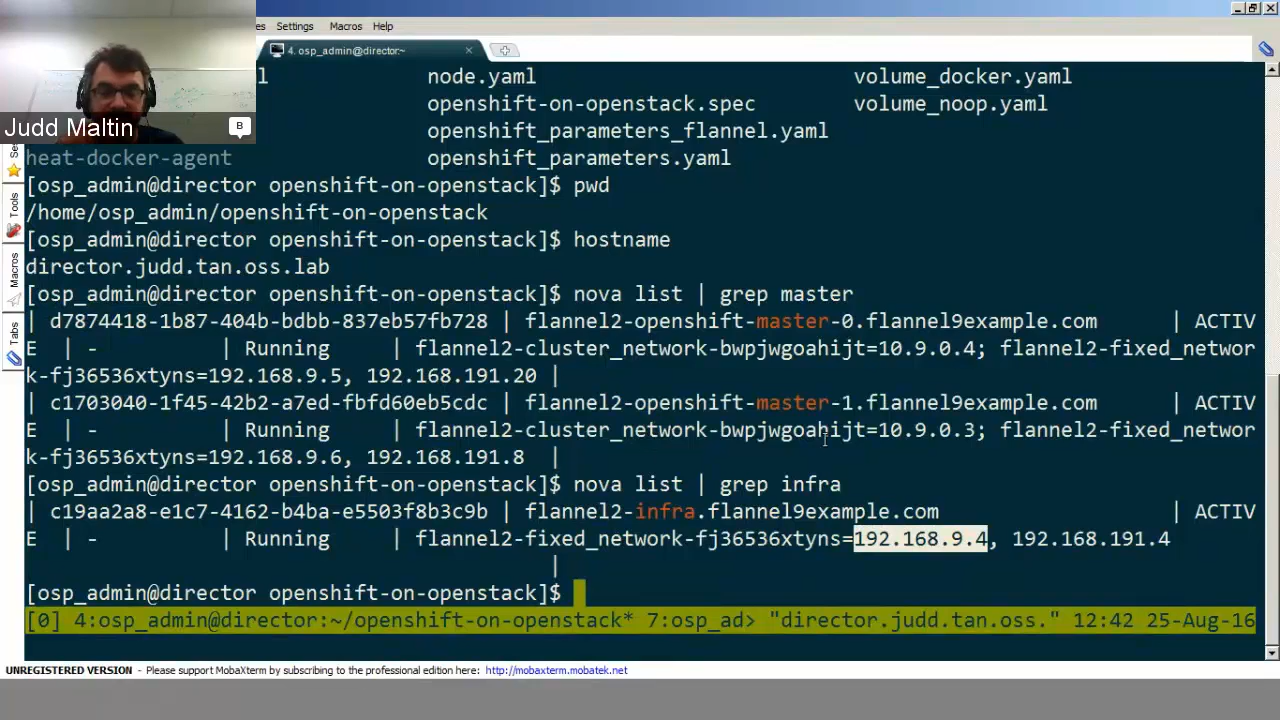 es Settings Macros Help
4. osp_admin@director:~
Judd Maltin
B
l node.yaml volume_docker.yaml
openshift-on-openstack.spec volume_noop.yaml
openshift_parameters_flannel.yaml
heat-docker-agent openshift_parameters.yaml
[osp_admin@director openshift-on-openstack]$ pwd
/home/osp_admin/openshift-on-openstack
[osp_admin@director openshift-on-openstack]$ hostname
director.judd.tan.oss.lab
[osp_admin@director openshift-on-openstack]$ nova list | grep master
| d7874418-1b87-404b-bdbb-837eb57fb728 | flannel2-openshift-master-0.flannel9example.com | ACTIV
E | - | Running | flannel2-cluster_network-bwpjwgoahijt=10.9.0.4; flannel2-fixed_networ
k-fj36536xtyns=192.168.9.5, 192.168.191.20 |
| c1703040-1f45-42b2-a7ed-fbfd60eb5cdc | flannel2-openshift-master-1.flannel9example.com | ACTIV
E | - | Running | flannel2-cluster_network-bwpjwgoahijt=10.9.0.3; flannel2-fixed_networ
k-fj36536xtyns=192.168.9.6, 192.168.191.8 |
[osp_admin@director openshift-on-openstack]$ nova list | grep infra
| c19aa2a8-e1c7-4162-b4ba-e5503f8b3c9b | flannel2-infra.flannel9example.com | ACTIV
E | - | Running | flannel2-fixed_network-fj36536xtyns=192.168.9.4, 192.168.191.4
|
[osp_admin@director openshift-on-openstack]$
[0] 4:osp_admin@director:~/openshift-on-openstack* 7:osp_ad> "director.judd.tan.oss." 12:42 25-Aug-16
UNREGISTERED VERSION - Please support MobaXterm by subscribing to the professional edition here: http://mobaxterm.mobatek.net
Se
Tools
Macros
Tabs